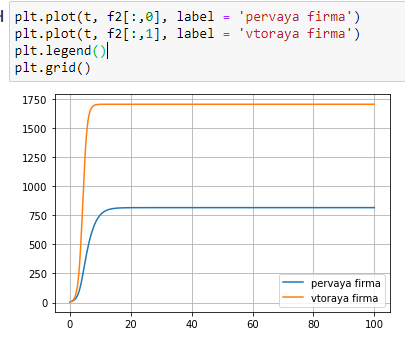 plt.plot(t, f2[:,0], label = 'pervaya firma')
plt.plot(t, f2[:,1], label = 'vtoraya firma')
plt.legend()
plt.grid()
1750
1500
1250
1000
750
500
250
0
0 20 40 60 80 100
pervaya firma
vtoraya firma